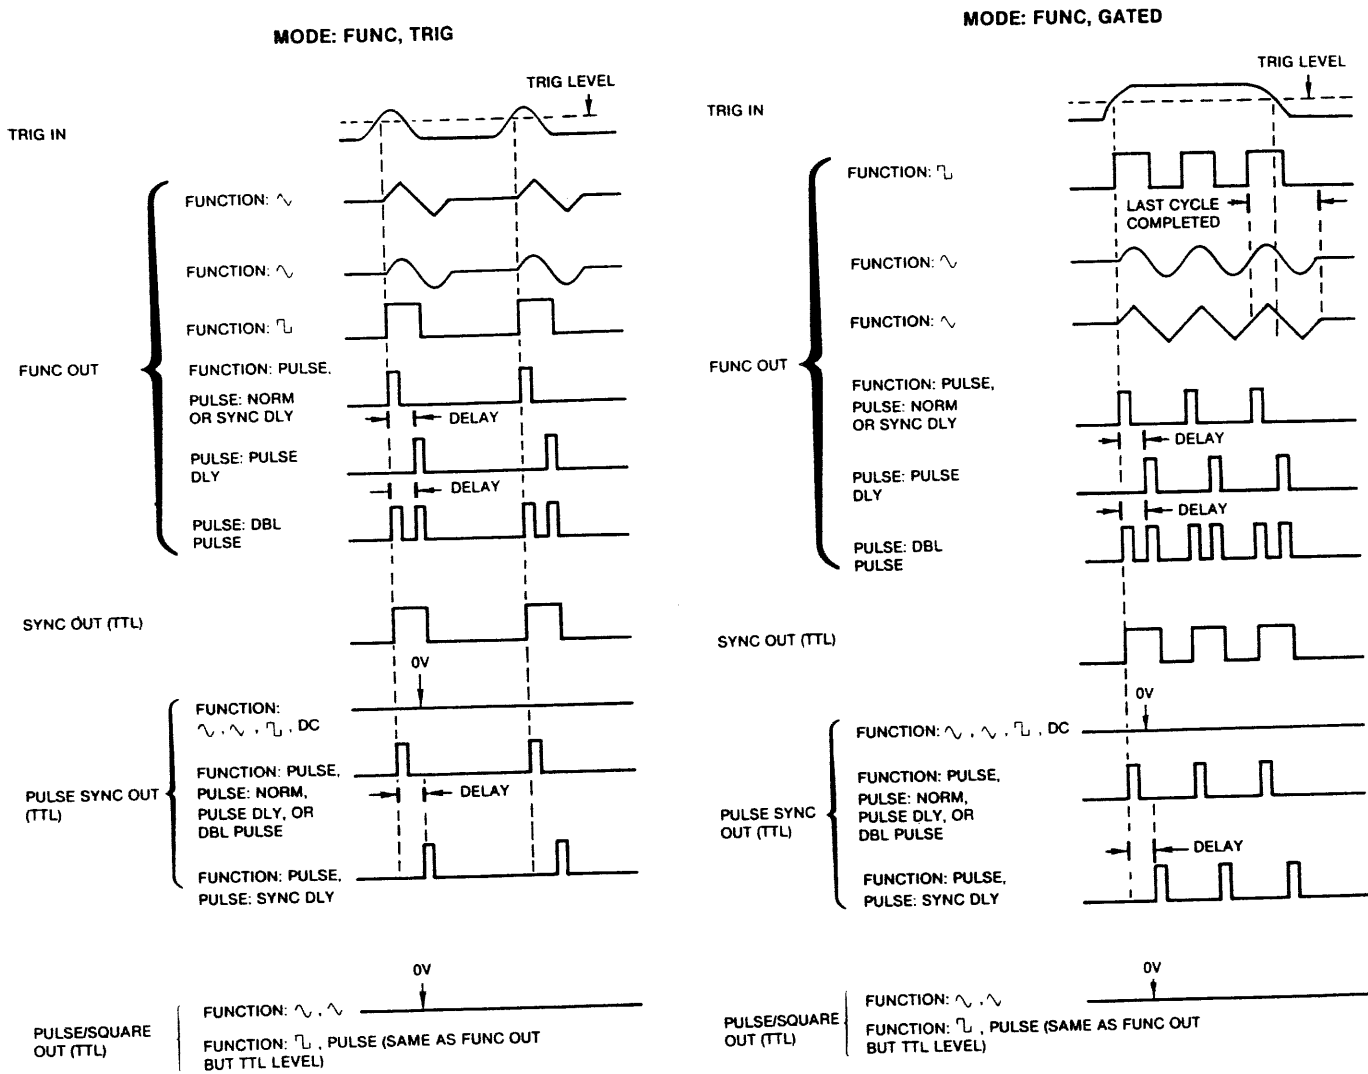 MODE: FUNC, TRIG
TRIG LEVEL
TRIG IN
FUNCTION: ∿
FUNCTION: ∿
FUNCTION:
FUNC OUT
FUNCTION: PULSE,
PULSE: NORM
OR SYNC DLY
DELAY
PULSE: PULSE
DLY
DELAY
PULSE: DBL
PULSE
SYNC OUT (TTL)
0V
FUNCTION:
∿ , ∿ , , DC
PULSE SYNC OUT
(TTL)
FUNCTION: PULSE,
PULSE: NORM,
PULSE DLY, OR
DBL PULSE
DELAY
FUNCTION: PULSE,
PULSE: SYNC DLY
0V
PULSE/SQUARE
OUT (TTL)
FUNCTION: ∿ , ∿
FUNCTION: , PULSE (SAME AS FUNC OUT
BUT TTL LEVEL)
MODE: FUNC, GATED
TRIG LEVEL
TRIG IN
FUNCTION:
LAST CYCLE
COMPLETED
FUNCTION: ∿
FUNCTION: ∿
FUNC OUT
FUNCTION: PULSE,
PULSE: NORM
OR SYNC DLY
DELAY
PULSE: PULSE
DLY
DELAY
PULSE: DBL
PULSE
SYNC OUT (TTL)
0V
FUNCTION: ∿ , ∿ , , DC
PULSE SYNC
OUT (TTL)
FUNCTION: PULSE,
PULSE: NORM,
PULSE DLY, OR
DBL PULSE
DELAY
FUNCTION: PULSE,
PULSE: SYNC DLY
0V
PULSE/SQUARE
OUT (TTL)
FUNCTION: ∿ , ∿
FUNCTION: , PULSE (SAME AS FUNC OUT
BUT TTL LEVEL)